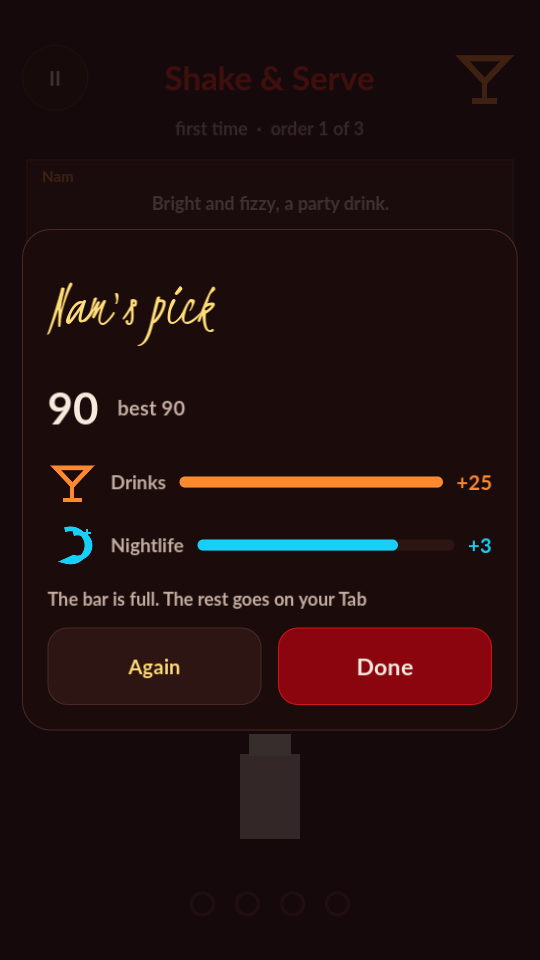 Shake & Serve
first time · order 1 of 3
Nam
Bright and fizzy, a party drink.
Nam's pick
90 best 90
Drinks +25
Nightlife +3
The bar is full. The rest goes on your Tab
Again Done